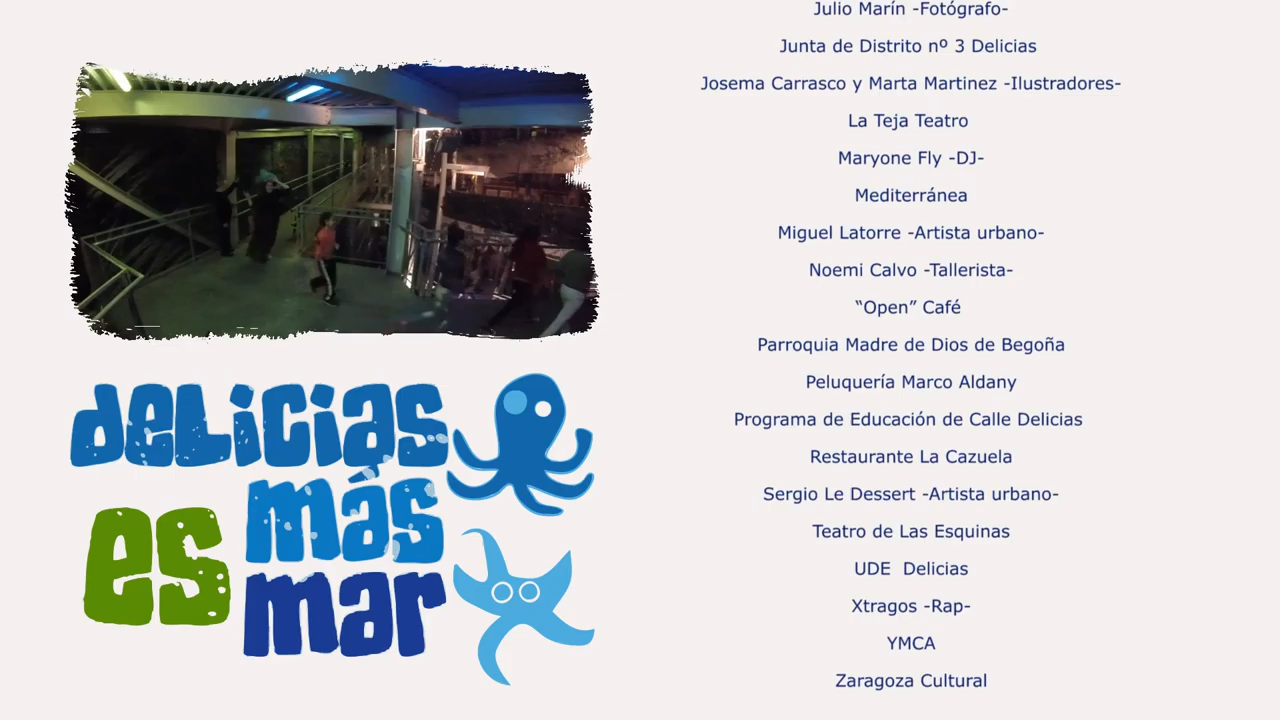 delicias
es más
mar
Julio Marín -Fotógrafo-
Junta de Distrito nº 3 Delicias
Josema Carrasco y Marta Martinez -Ilustradores-
La Teja Teatro
Maryone Fly -DJ-
Mediterránea
Miguel Latorre -Artista urbano-
Noemi Calvo -Tallerista-
“Open” Café
Parroquia Madre de Dios de Begoña
Peluquería Marco Aldany
Programa de Educación de Calle Delicias
Restaurante La Cazuela
Sergio Le Dessert -Artista urbano-
Teatro de Las Esquinas
UDE  Delicias
Xtragos -Rap-
YMCA
Zaragoza Cultural